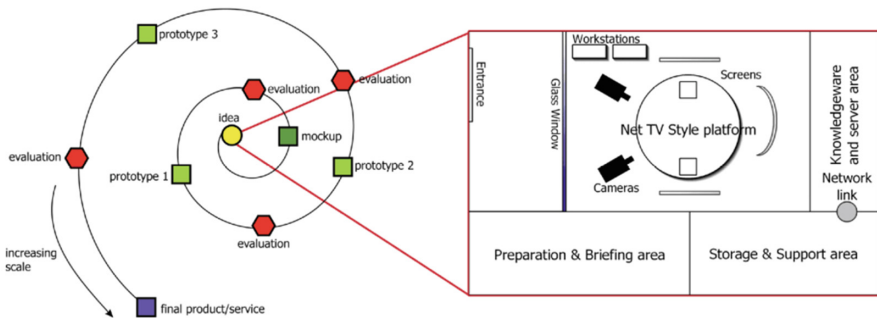 prototype 3
evaluation
evaluation
idea
mockup
evaluation
prototype 1
prototype 2
evaluation
increasing
scale
final product/service
Workstations
Entrance
Glass Window
Screens
Net TV Style platform
Cameras
Knowledgeware
and server area
Network
link
Preparation & Briefing area
Storage & Support area